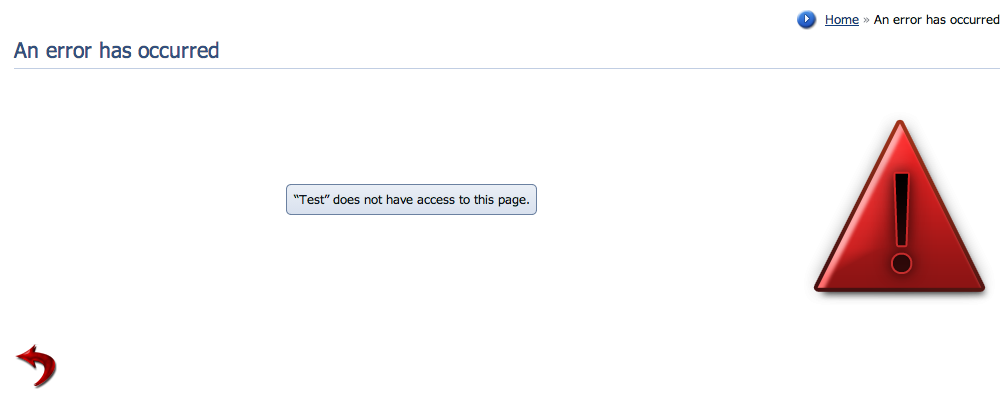 Home » An error has occurred
An error has occurred
“Test” does not have access to this page.